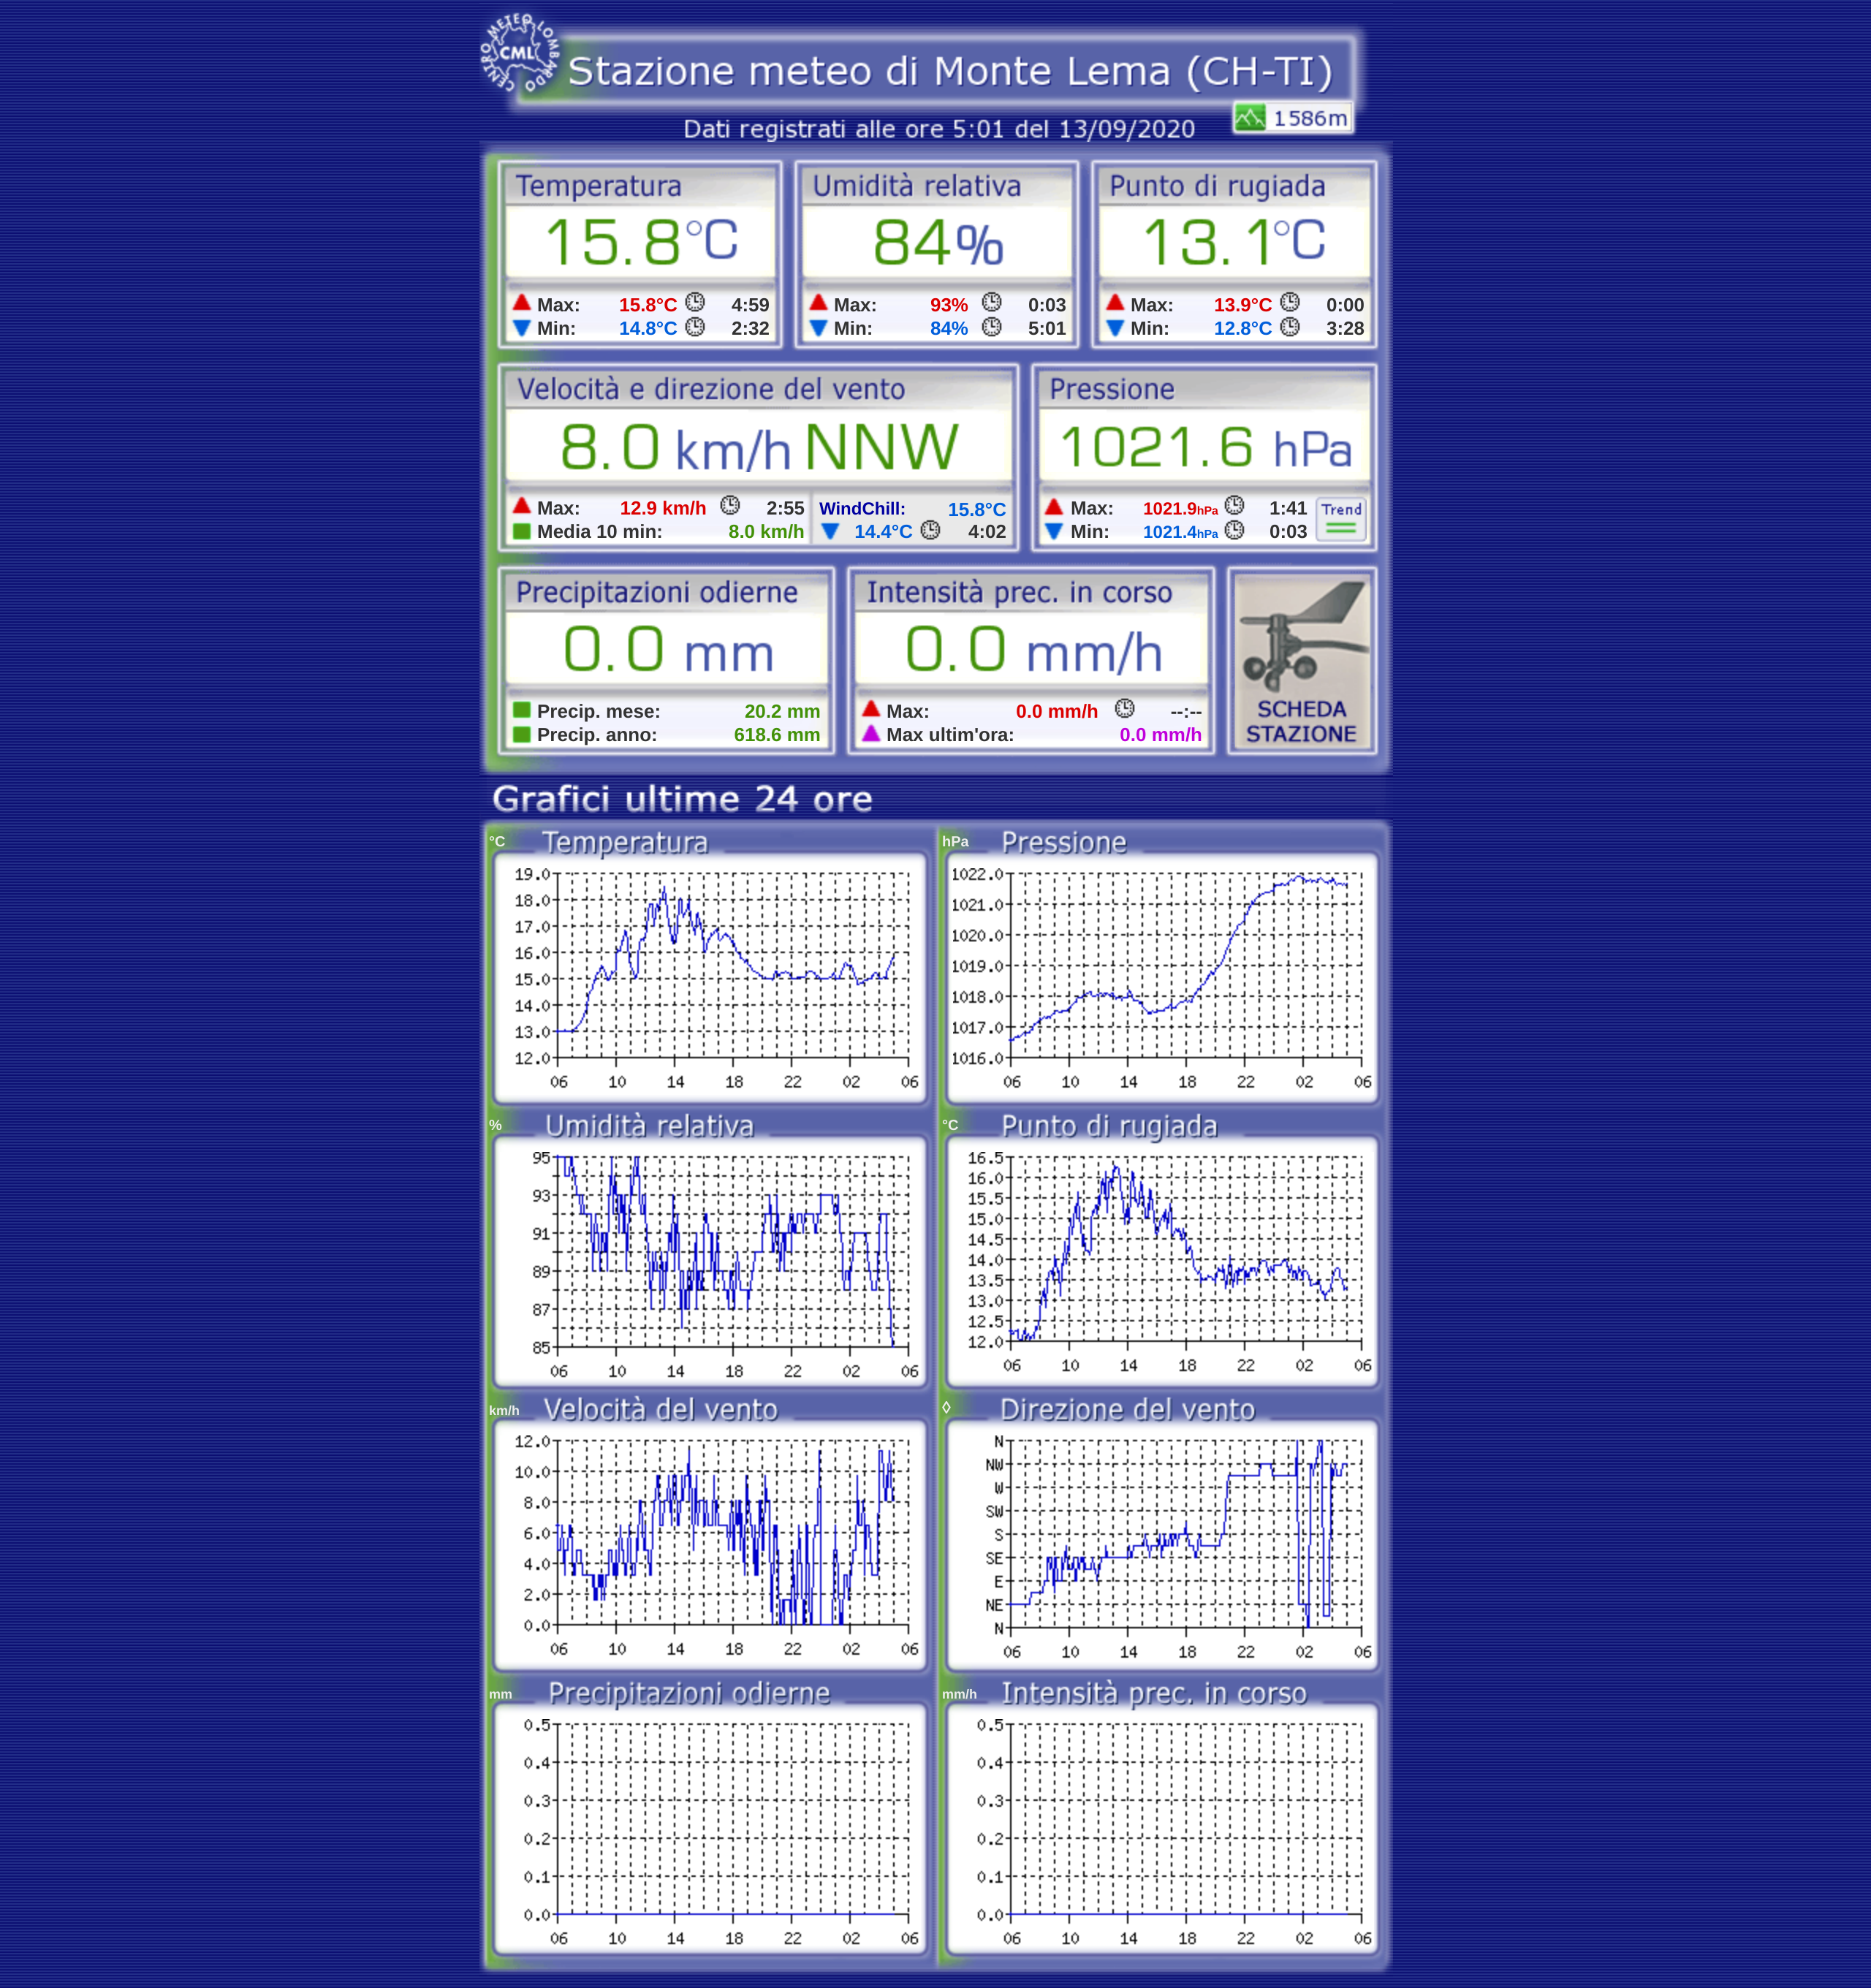 CENTRO METEO LOMBARDO
CML
Stazione meteo di Monte Lema (CH-TI)
1586m
Dati registrati alle ore 5:01 del 13/09/2020
Temperatura
15.8°C
Max: 15.8°C 4:59
Min: 14.8°C 2:32
Umidità relativa
84%
Max: 93% 0:03
Min: 84% 5:01
Punto di rugiada
13.1°C
Max: 13.9°C 0:00
Min: 12.8°C 3:28
Velocità e direzione del vento
8.0 km/h NNW
Max: 12.9 km/h 2:55
Media 10 min: 8.0 km/h
WindChill: 15.8°C
14.4°C 4:02
Pressione
1021.6 hPa
Max: 1021.9hPa 1:41
Min: 1021.4hPa 0:03
Trend
Precipitazioni odierne
0.0 mm
Precip. mese: 20.2 mm
Precip. anno: 618.6 mm
Intensità prec. in corso
0.0 mm/h
Max: 0.0 mm/h --:--
Max ultim'ora: 0.0 mm/h
SCHEDA
STAZIONE
Grafici ultime 24 ore
°C Temperatura
19.0
18.0
17.0
16.0
15.0
14.0
13.0
12.0
06 10 14 18 22 02 06
hPa Pressione
1022.0
1021.0
1020.0
1019.0
1018.0
1017.0
1016.0
06 10 14 18 22 02 06
% Umidità relativa
95
93
91
89
87
85
06 10 14 18 22 02 06
°C Punto di rugiada
16.5
16.0
15.5
15.0
14.5
14.0
13.5
13.0
12.5
12.0
06 10 14 18 22 02 06
km/h Velocità del vento
12.0
10.0
8.0
6.0
4.0
2.0
0.0
06 10 14 18 22 02 06
◊ Direzione del vento
N
NW
W
SW
S
SE
E
NE
N
06 10 14 18 22 02 06
mm Precipitazioni odierne
0.5
0.4
0.3
0.2
0.1
0.0
06 10 14 18 22 02 06
mm/h Intensità prec. in corso
0.5
0.4
0.3
0.2
0.1
0.0
06 10 14 18 22 02 06